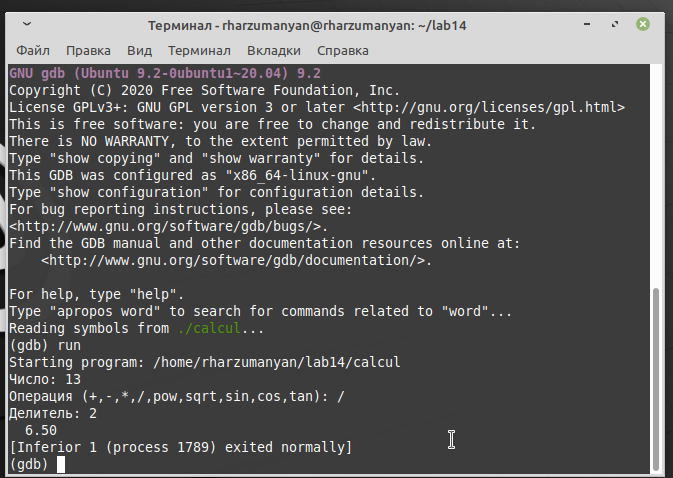 Терминал - rharzumanyan@rharzumanyan: ~/lab14
Файл Правка Вид Терминал Вкладки Справка
GNU gdb (Ubuntu 9.2-0ubuntu1~20.04) 9.2
Copyright (C) 2020 Free Software Foundation, Inc.
License GPLv3+: GNU GPL version 3 or later <http://gnu.org/licenses/gpl.html>
This is free software: you are free to change and redistribute it.
There is NO WARRANTY, to the extent permitted by law.
Type "show copying" and "show warranty" for details.
This GDB was configured as "x86_64-linux-gnu".
Type "show configuration" for configuration details.
For bug reporting instructions, please see:
<http://www.gnu.org/software/gdb/bugs/>.
Find the GDB manual and other documentation resources online at:
    <http://www.gnu.org/software/gdb/documentation/>.

For help, type "help".
Type "apropos word" to search for commands related to "word"...
Reading symbols from ./calcul...
(gdb) run
Starting program: /home/rharzumanyan/lab14/calcul
Число: 13
Операция (+,-,*,/,pow,sqrt,sin,cos,tan): /
Делитель: 2
  6.50
[Inferior 1 (process 1789) exited normally]
(gdb)